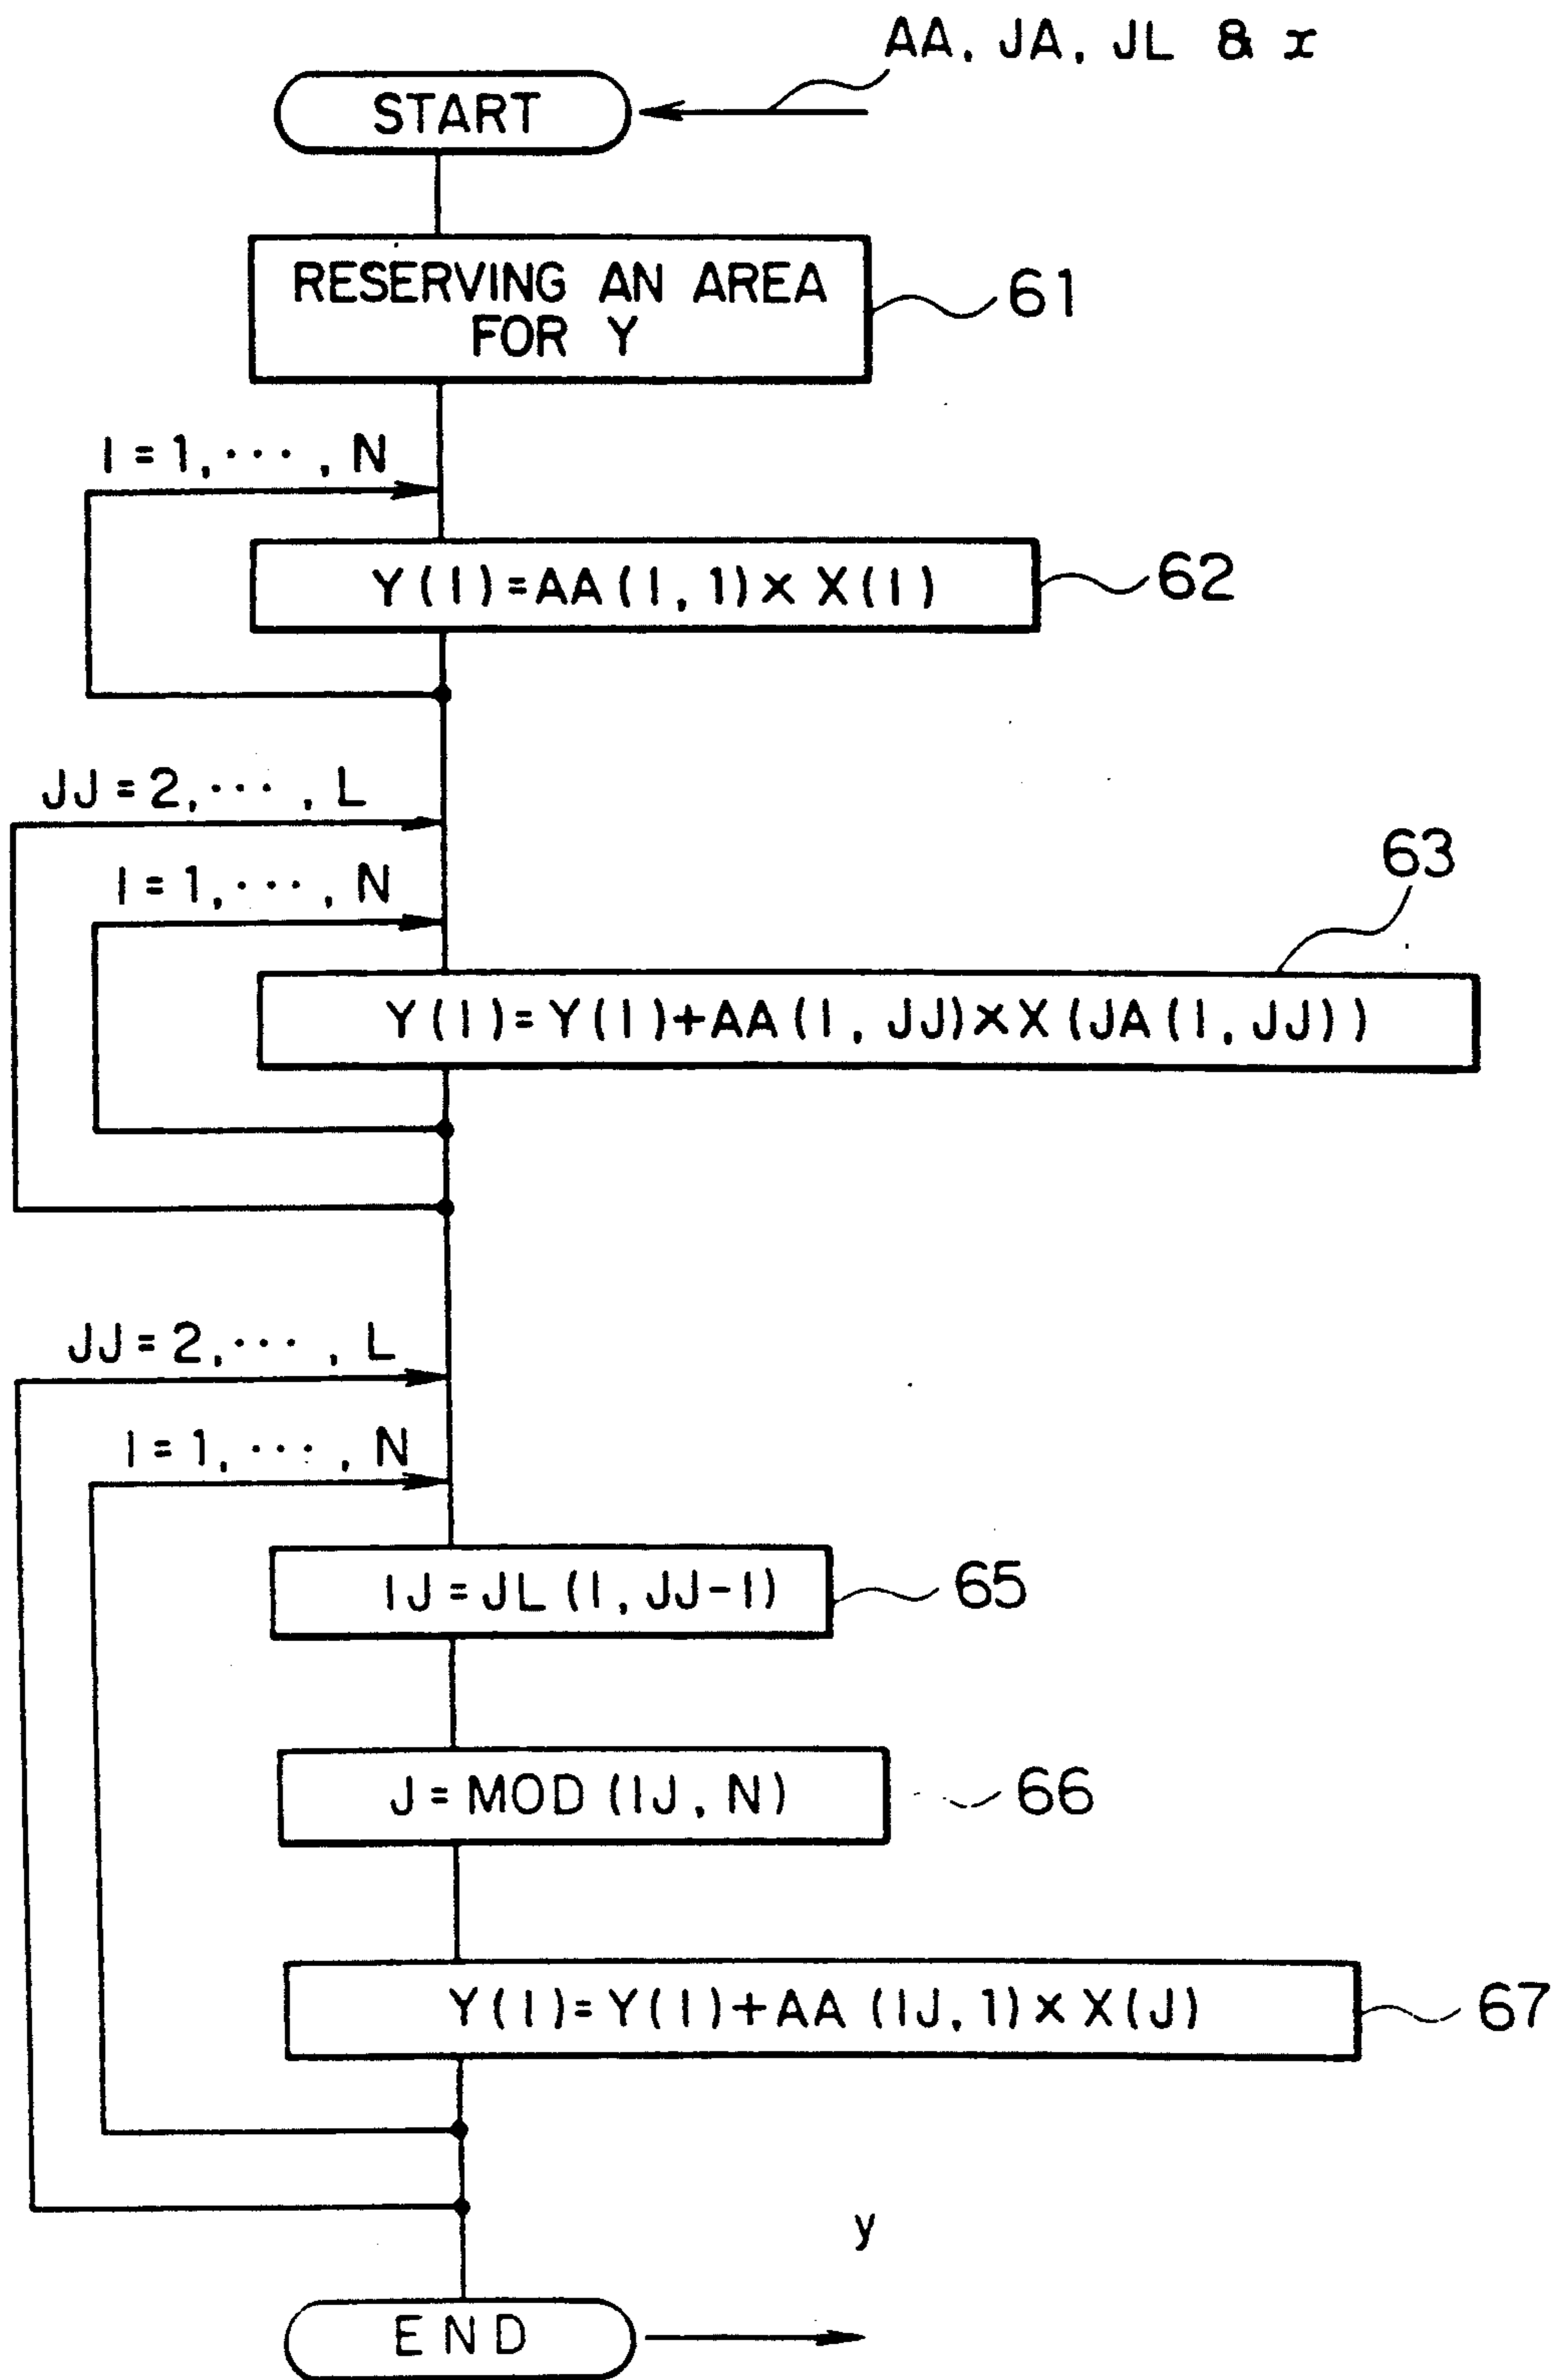 AA, JA, JL & x
START
RESERVING AN AREA
FOR Y
61
I=1, ··· , N
Y(I)=AA(I,1)× X(I)
62
JJ=2, ··· , L
I=1, ··· , N
63
Y(I)=Y(I)+AA(I, JJ)×X(JA(I, JJ))
JJ=2, ··· , L
I=1, ··· , N
IJ=JL(I, JJ-1)
65
J=MOD(IJ, N)
66
Y(I)=Y(I)+AA(IJ,1)×X(J)
67
y
END